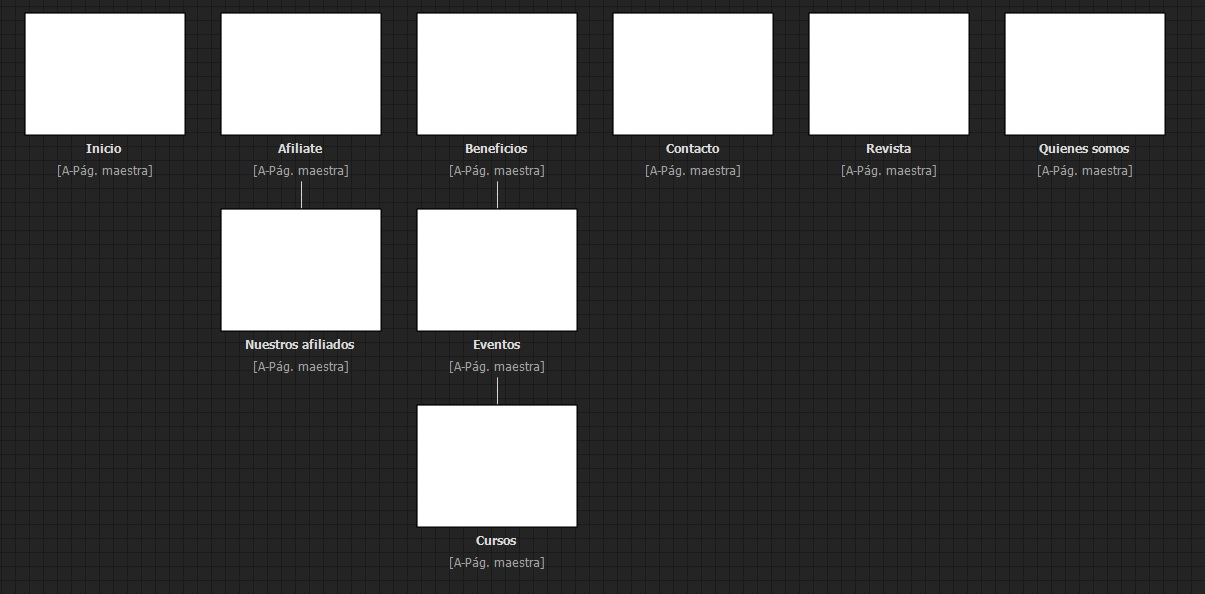 Inicio
[A-Pág. maestra]
Afiliate
[A-Pág. maestra]
Beneficios
[A-Pág. maestra]
Contacto
[A-Pág. maestra]
Revista
[A-Pág. maestra]
Quienes somos
[A-Pág. maestra]
Nuestros afiliados
[A-Pág. maestra]
Eventos
[A-Pág. maestra]
Cursos
[A-Pág. maestra]